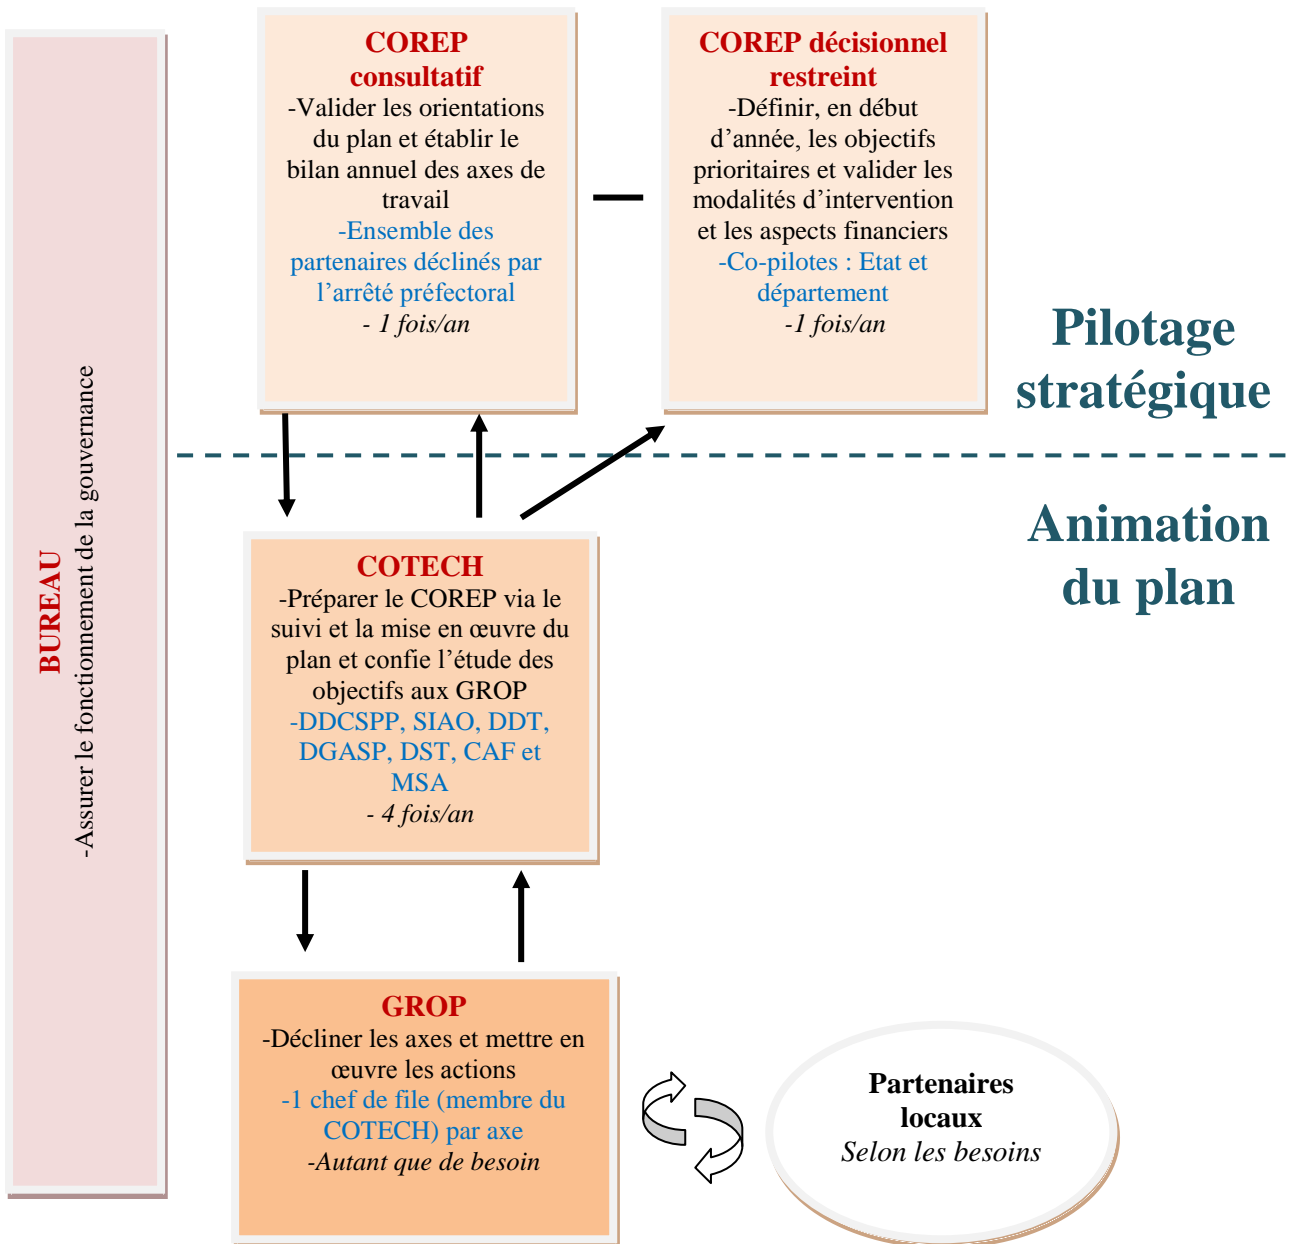 BUREAU
-Assurer le fonctionnement de la gouvernance
COREP
consultatif
-Valider les orientations
du plan et établir le
bilan annuel des axes de
travail
-Ensemble des
partenaires déclinés par
l’arrêté préfectoral
- 1 fois/an
COREP décisionnel
restreint
-Définir, en début
d’année, les objectifs
prioritaires et valider les
modalités d’intervention
et les aspects financiers
-Co-pilotes : Etat et
département
-1 fois/an
Pilotage
stratégique
Animation
du plan
COTECH
-Préparer le COREP via le
suivi et la mise en œuvre du
plan et confie l’étude des
objectifs aux GROP
-DDCSPP, SIAO, DDT,
DGASP, DST, CAF et
MSA
- 4 fois/an
GROP
-Décliner les axes et mettre en
œuvre les actions
-1 chef de file (membre du
COTECH) par axe
-Autant que de besoin
Partenaires
locaux
Selon les besoins